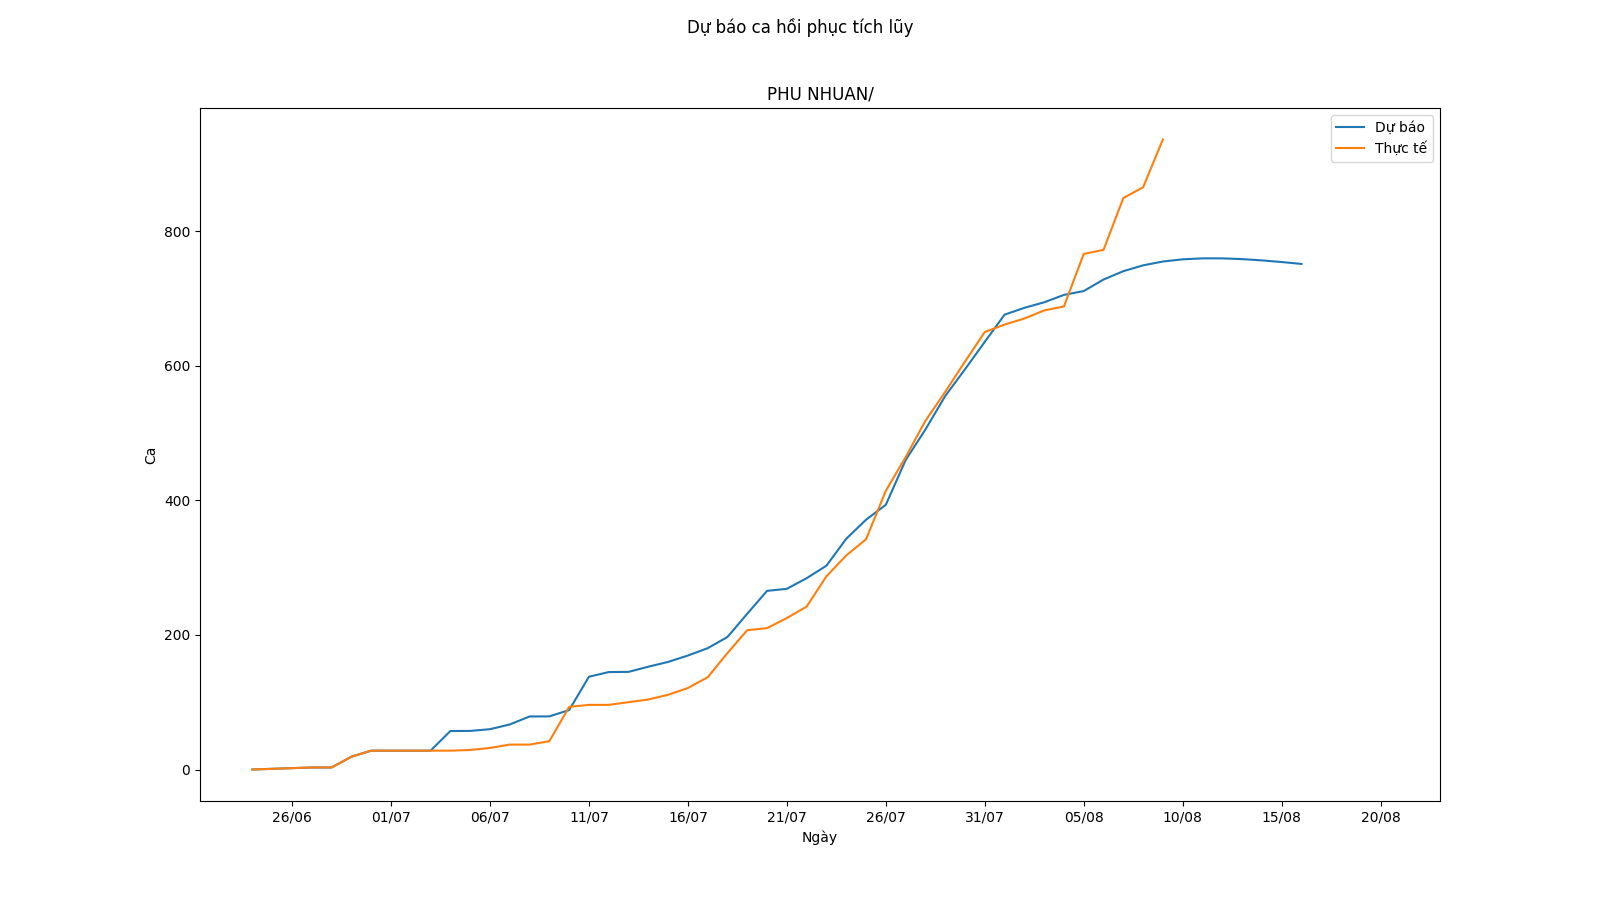 Dự báo ca hồi phục tích lũy
PHU NHUAN/
Dự báo
Thực tế
800
600
400
200
0
Ca
26/06 01/07 06/07 11/07 16/07 21/07 26/07 31/07 05/08 10/08 15/08 20/08
Ngày